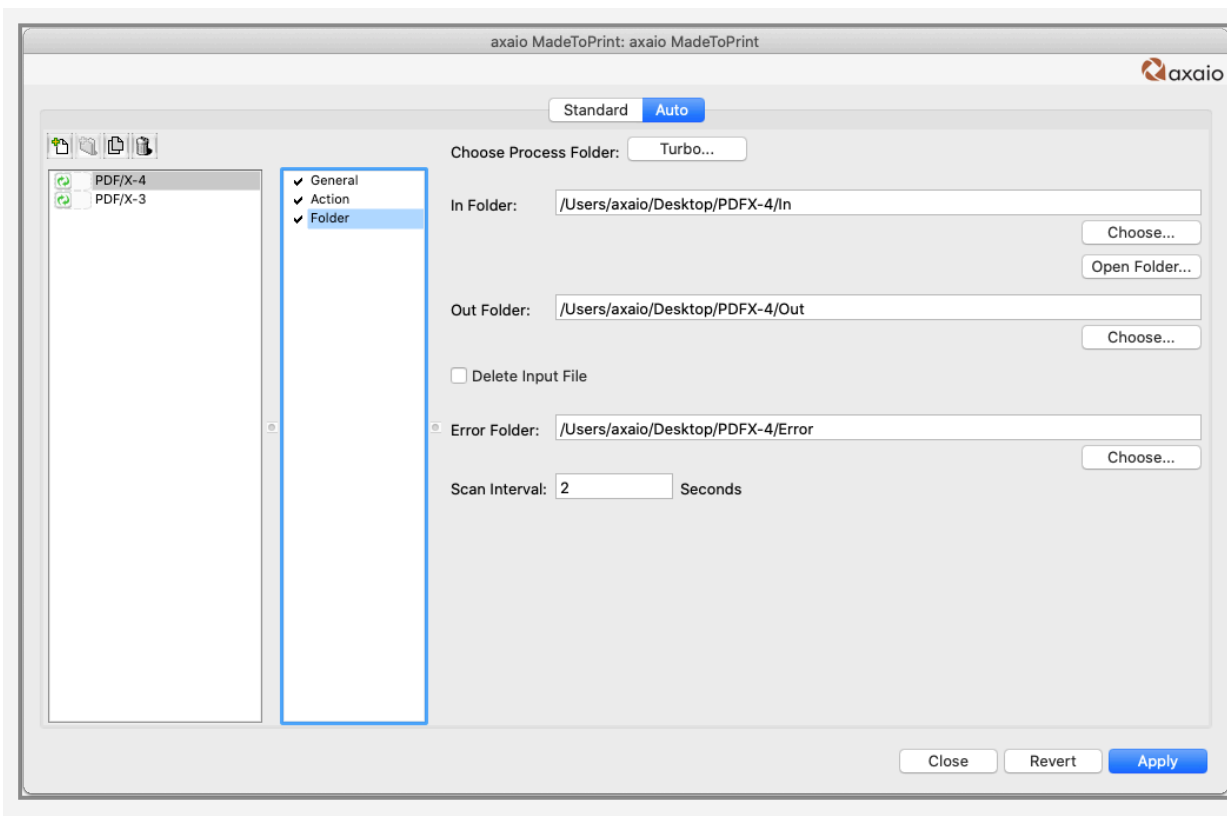 axaio MadeToPrint: axaio MadeToPrint
axaio
Standard Auto
Choose Process Folder: Turbo...
PDF/X-4
PDF/X-3
General
Action
Folder
In Folder: /Users/axaio/Desktop/PDFX-4/In
Choose...
Open Folder...
Out Folder: /Users/axaio/Desktop/PDFX-4/Out
Choose...
Delete Input File
Error Folder: /Users/axaio/Desktop/PDFX-4/Error
Choose...
Scan Interval: 2 Seconds
Close Revert Apply